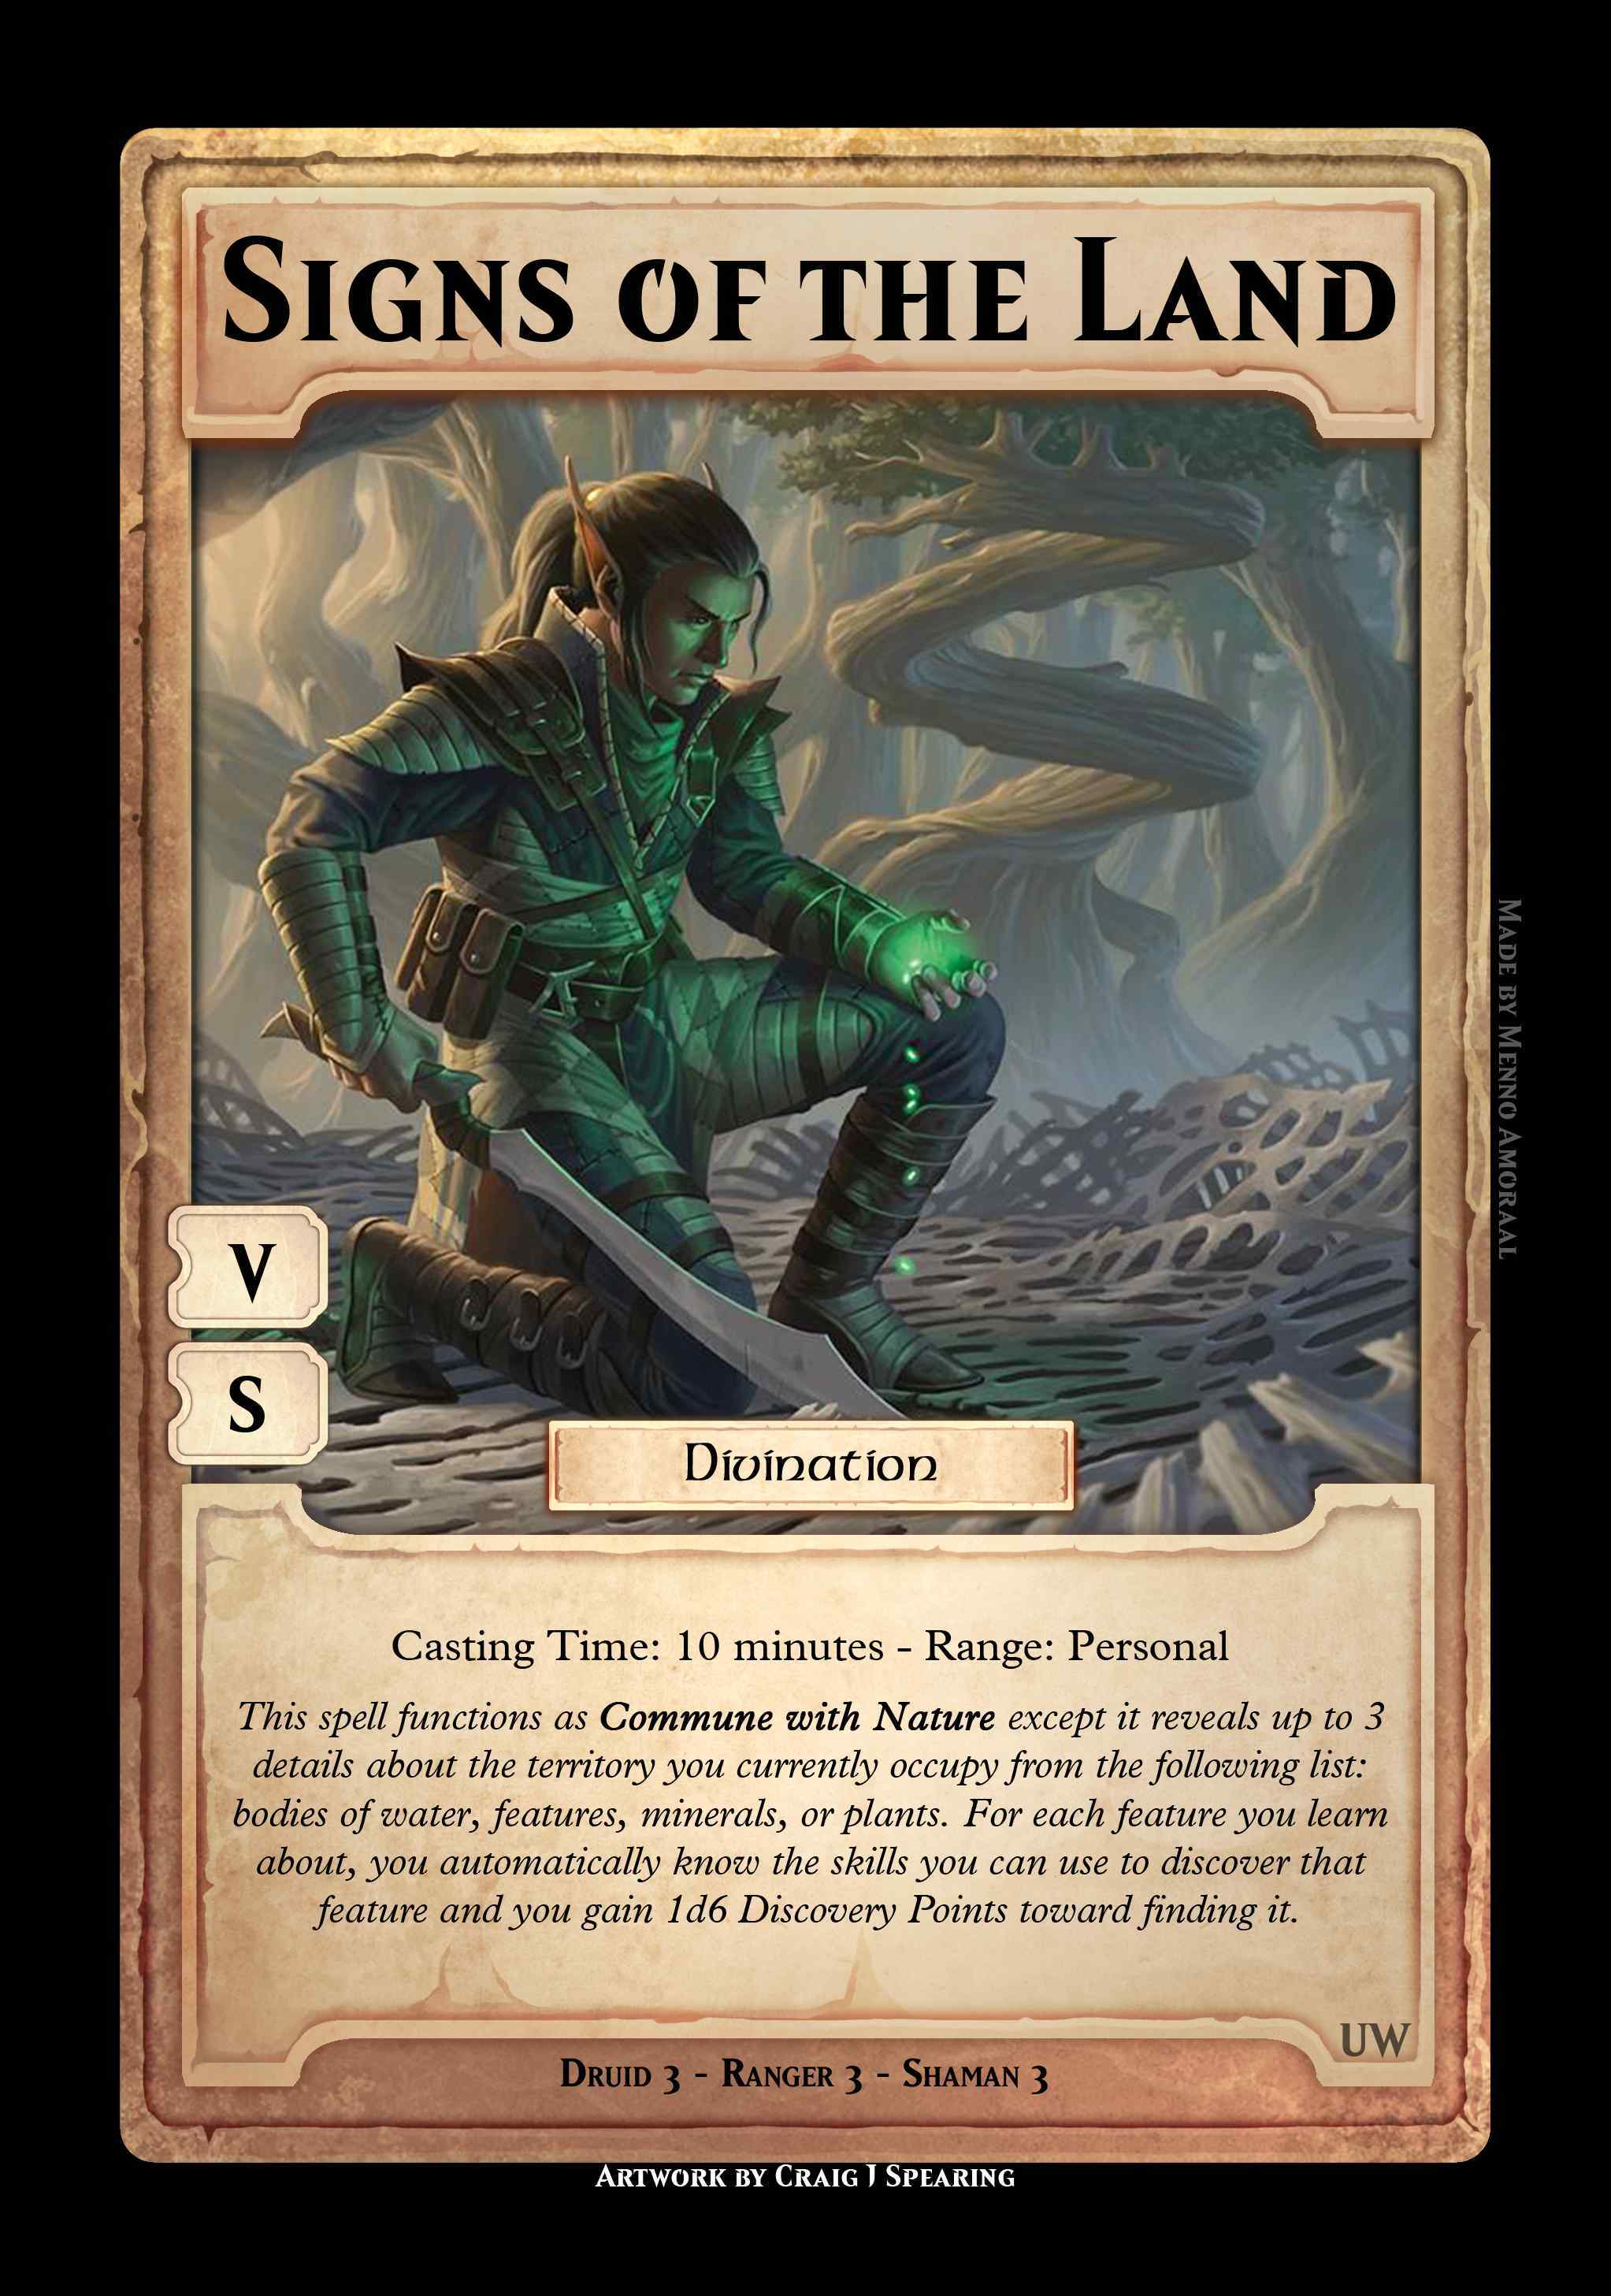 Signs of the Land
V
S
Divination
Casting Time: 10 minutes - Range: Personal
This spell functions as Commune with Nature except it reveals up to 3
details about the territory you currently occupy from the following list:
bodies of water, features, minerals, or plants. For each feature you learn
about, you automatically know the skills you can use to discover that
feature and you gain 1d6 Discovery Points toward finding it.
UW
Druid 3 - Ranger 3 - Shaman 3
Artwork by Craig J Spearing
Made by Menno Amoraal